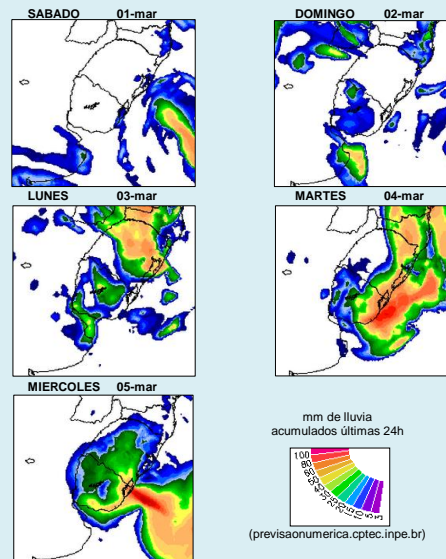 SABADO 01-mar
DOMINGO 02-mar
LUNES 03-mar
MARTES 04-mar
MIERCOLES 05-mar
mm de lluvia
acumulados últimas 24h
100
80
(previsaonumerica.cptec.inpe.br)